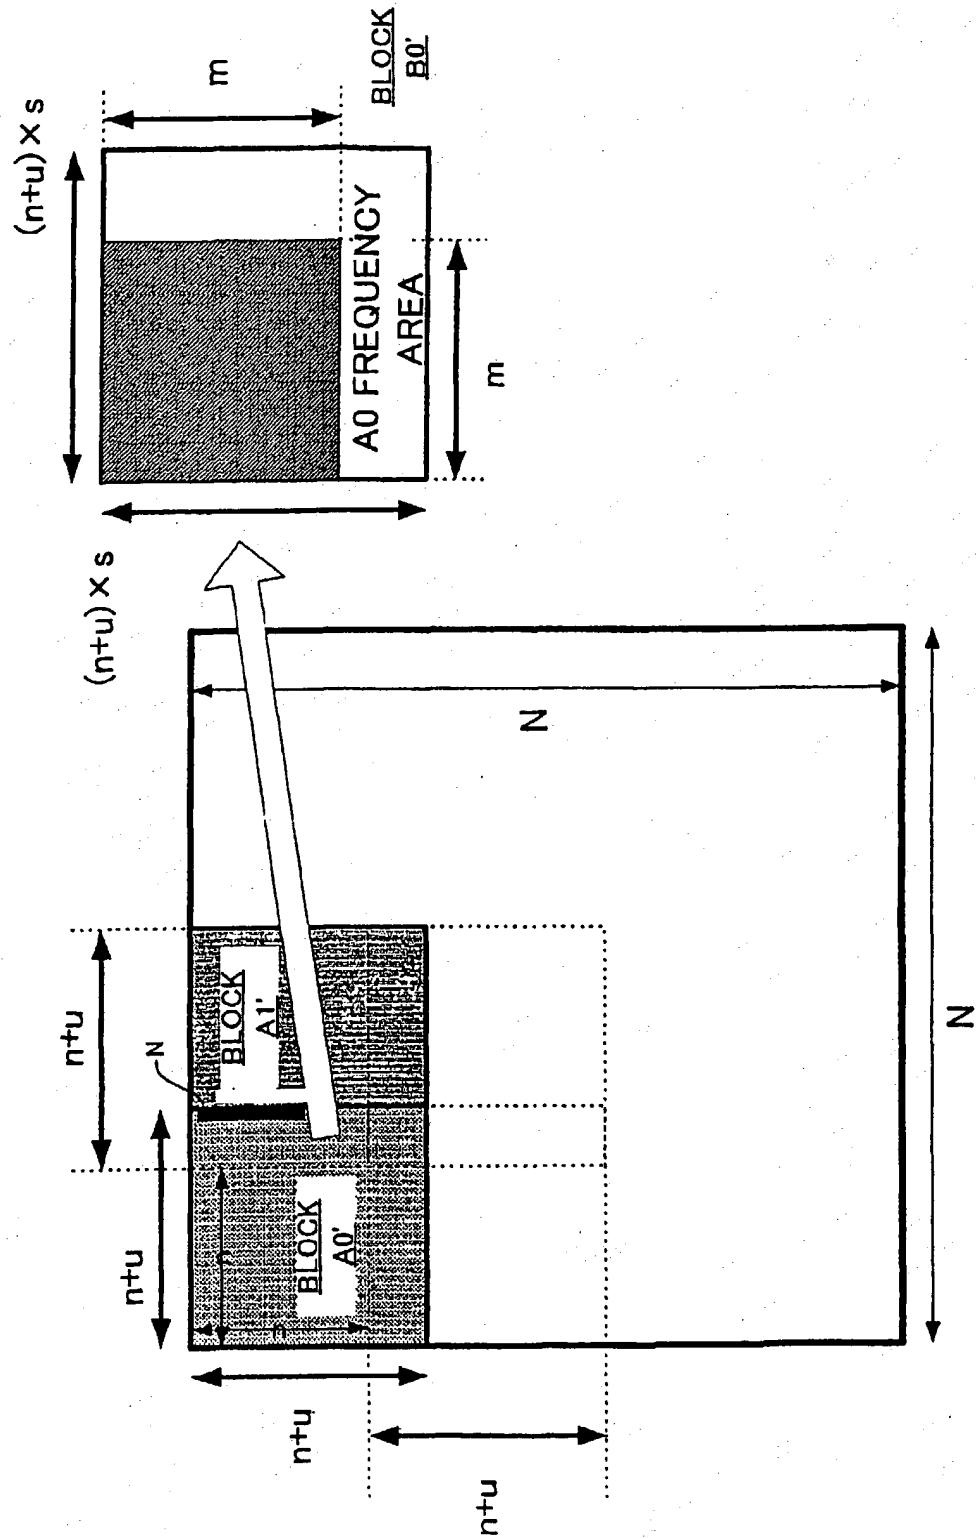 (n+u)×s
m
BLOCK
B0'
A0 FREQUENCY
AREA
m
(n+u)×s
n+u
N
n+u
BLOCK
A1'
n
BLOCK
A0'
n
n+u
n+u
N
N